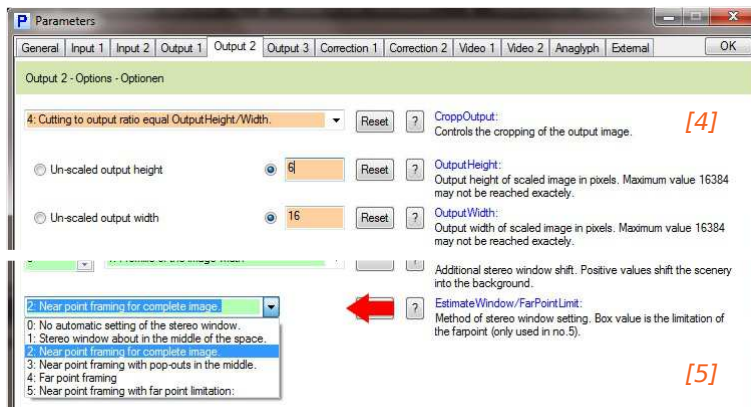 P Parameters
General Input 1 Input 2 Output 1 Output 2 Output 3 Correction 1 Correction 2 Video 1 Video 2 Anaglyph External OK
Output 2 - Options - Optionen
4: Cutting to output ratio equal OutputHeight/Width. Reset ? CroppOutput:
Controls the cropping of the output image.
[4]
Un-scaled output height 6 Reset ? OutputHeight:
Output height of scaled image in pixels. Maximum value 16384
may not be reached exactely.
Un-scaled output width 16 Reset ? OutputWidth:
Output width of scaled image in pixels. Maximum value 16384
may not be reached exactely.
Additional stereo window shift. Positive values shift the scenery
into the background.
2: Near point framing for complete image. ? EstimateWindow/FarPointLimit:
Method of stereo window setting. Box value is the limitation of
the farpoint (only used in no.5).
0: No automatic setting of the stereo window.
1: Stereo window about in the middle of the space.
2: Near point framing for complete image.
3: Near point framing with pop-outs in the middle.
4: Far point framing
5: Near point framing with far point limitation:
[5]